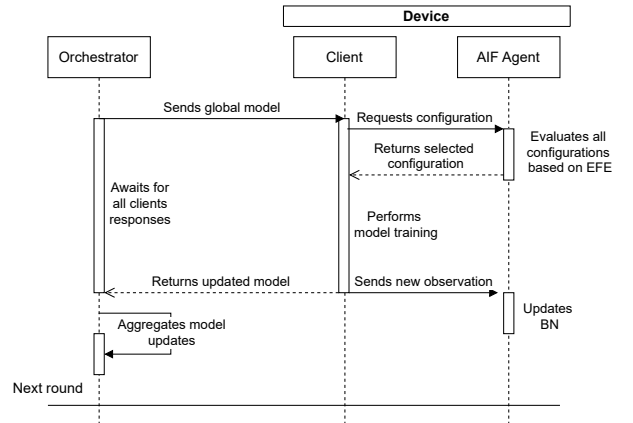 Device
Orchestrator
Client
AIF Agent
Sends global model
Requests configuration
Evaluates all
configurations
based on EFE
Returns selected
configuration
Awaits for
all clients
responses
Performs
model training
Returns updated model
Sends new observation
Updates
BN
Aggregates model
updates
Next round